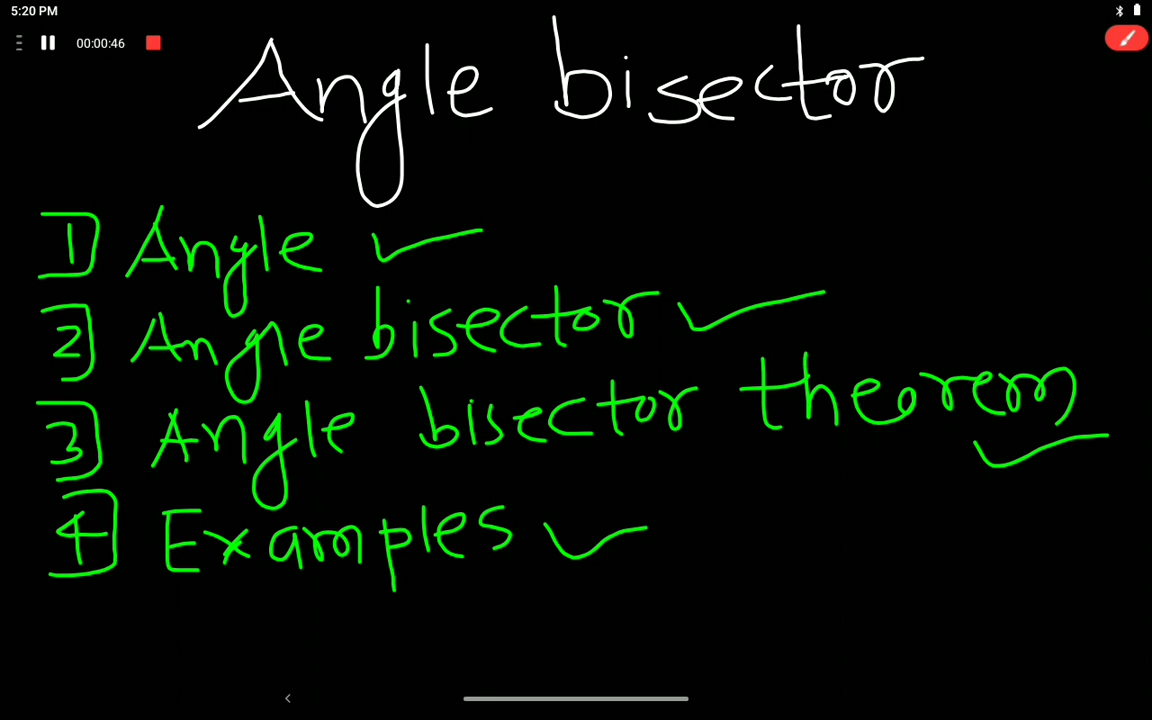 5:20 PM
00:00:46
Angle bisector
1) Angle
2) Angle bisector
3) Angle bisector theorem
4) Examples